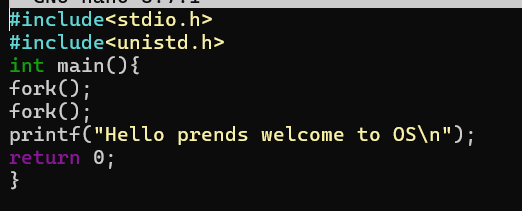 #include<stdio.h>
#include<unistd.h>
int main(){
fork();
fork();
printf("Hello prends welcome to OS\n");
return 0;
}